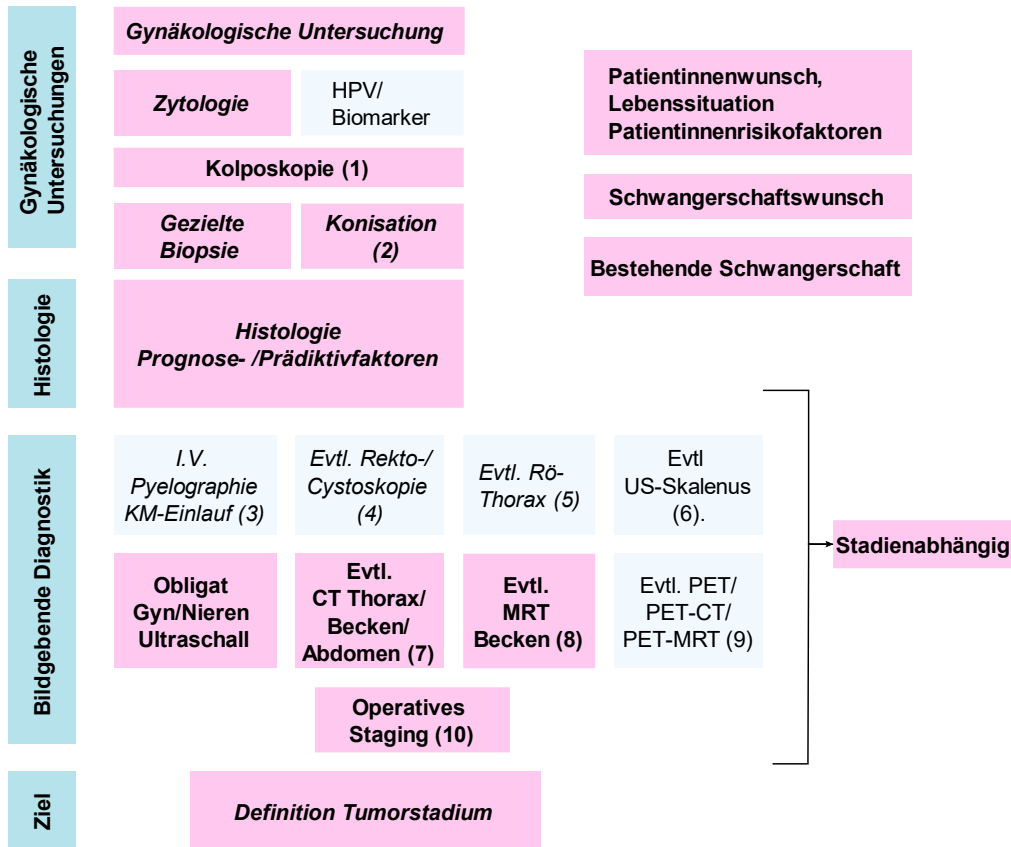 Gynäkologische
Untersuchungen
Gynäkologische Untersuchung
Zytologie
HPV/
Biomarker
Kolposkopie (1)
Gezielte
Biopsie
Konisation
(2)
Patientinnenwunsch,
Lebenssituation
Patientinnenrisikofaktoren
Schwangerschaftswunsch
Bestehende Schwangerschaft
Histologie
Histologie
Prognose- /Prädiktivfaktoren
Bildgebende Diagnostik
I.V.
Pyelographie
KM-Einlauf (3)
Evtl. Rekto-/
Cystoskopie
(4)
Evtl. Rö-
Thorax (5)
Evtl
US-Skalenus
(6).
Obligat
Gyn/Nieren
Ultraschall
Evtl.
CT Thorax/
Becken/
Abdomen (7)
Evtl.
MRT
Becken (8)
Evtl. PET/
PET-CT/
PET-MRT (9)
Operatives
Staging (10)
Stadienabhängig
Ziel
Definition Tumorstadium